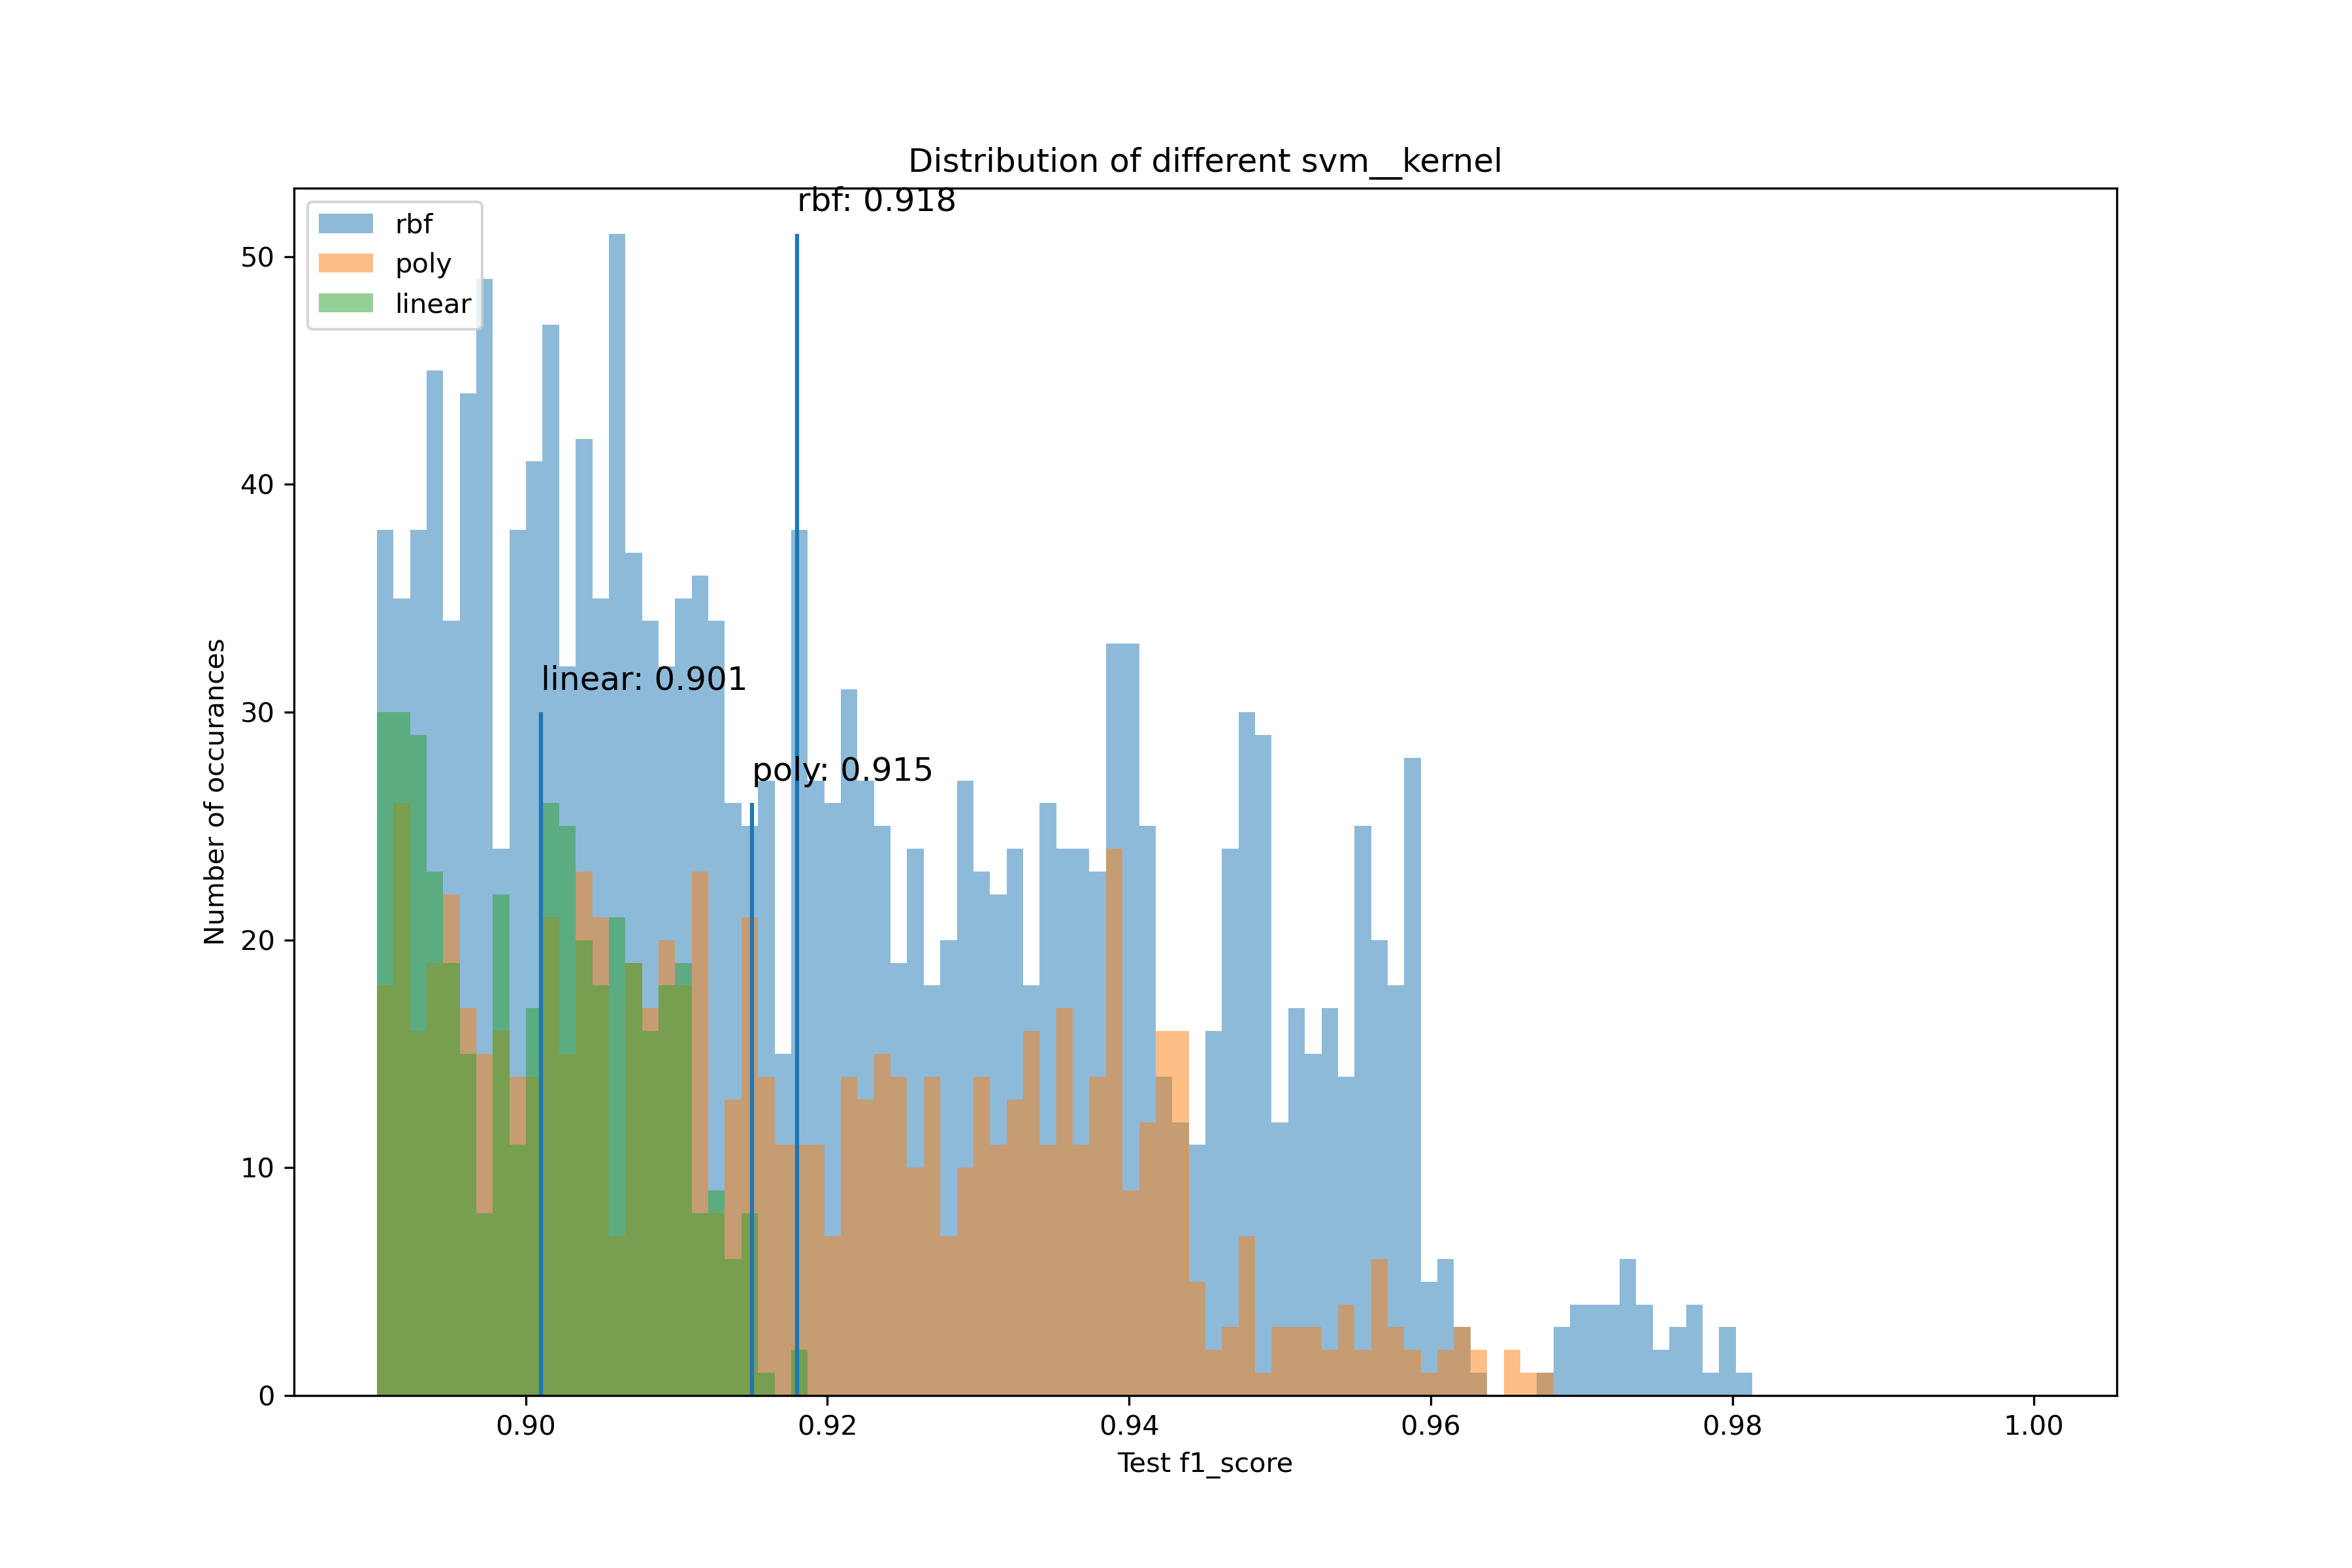 Distribution of different svm__kernel
rbf: 0.918
rbf
poly
linear
linear: 0.901
poly: 0.915
Number of occurances
50
40
30
20
10
0
0.90 0.92 0.94 0.96 0.98 1.00
Test f1_score